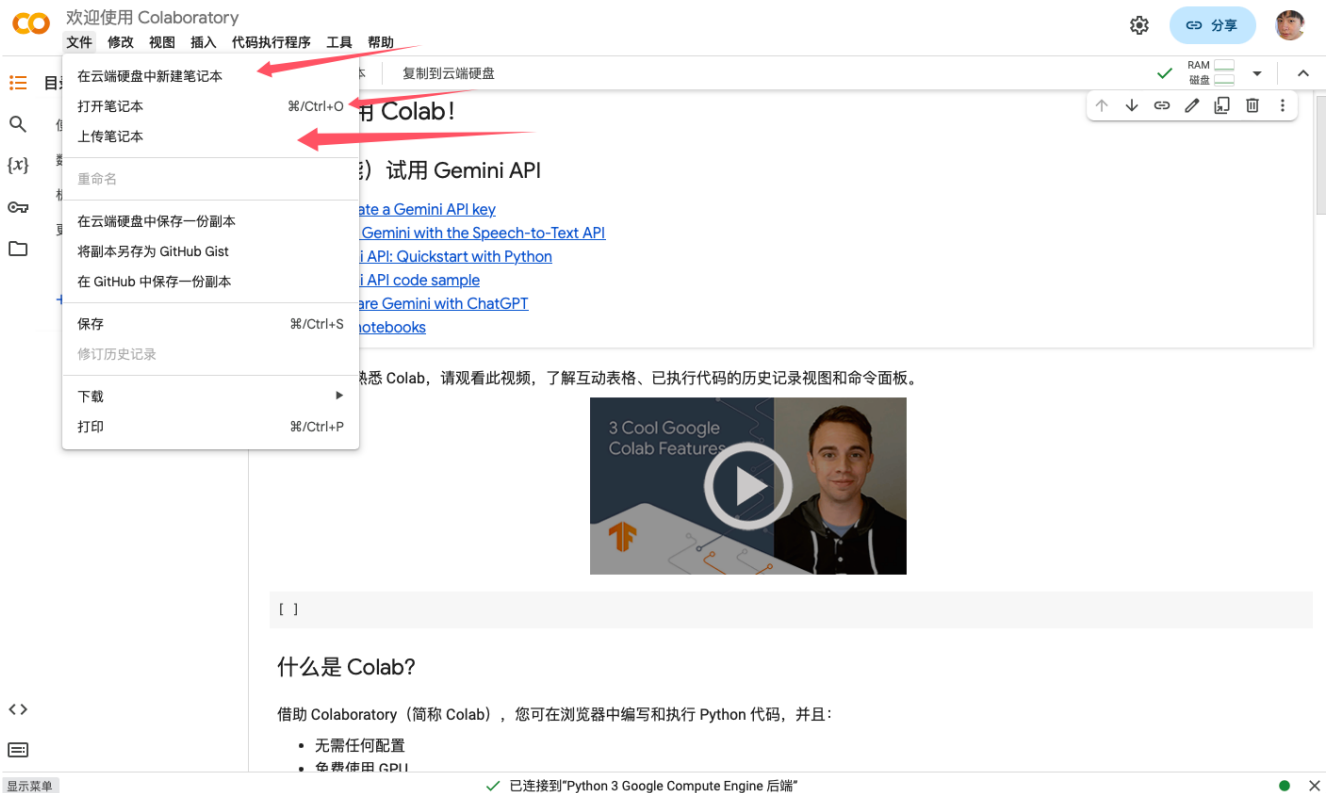 欢迎使用 Colaboratory
文件 修改 视图 插入 代码执行程序 工具 帮助
分享
在云端硬盘中新建笔记本
打开笔记本 ⌘/Ctrl+O
上传笔记本
重命名
在云端硬盘中保存一份副本
将副本另存为 GitHub Gist
在 GitHub 中保存一份副本
保存 ⌘/Ctrl+S
修订历史记录
下载
打印 ⌘/Ctrl+P
复制到云端硬盘
RAM
磁盘
用 Colab！
）试用 Gemini API
ate a Gemini API key
Gemini with the Speech-to-Text API
i API: Quickstart with Python
i API code sample
are Gemini with ChatGPT
notebooks
熟悉 Colab，请观看此视频，了解互动表格、已执行代码的历史记录视图和命令面板。
3 Cool Google
Colab Features
[ ]
什么是 Colab？
借助 Colaboratory（简称 Colab），您可在浏览器中编写和执行 Python 代码，并且：
• 无需任何配置
• 免费使用 GPU
显示菜单
已连接到“Python 3 Google Compute Engine 后端”